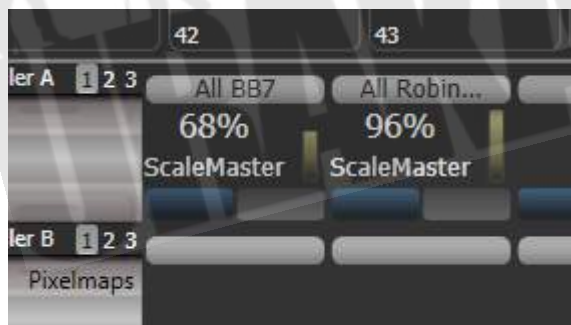 42 43
ler A 1 2 3 All BB7 All Robin...
68% 96%
ScaleMaster ScaleMaster
ler B 1 2 3
Pixelmaps